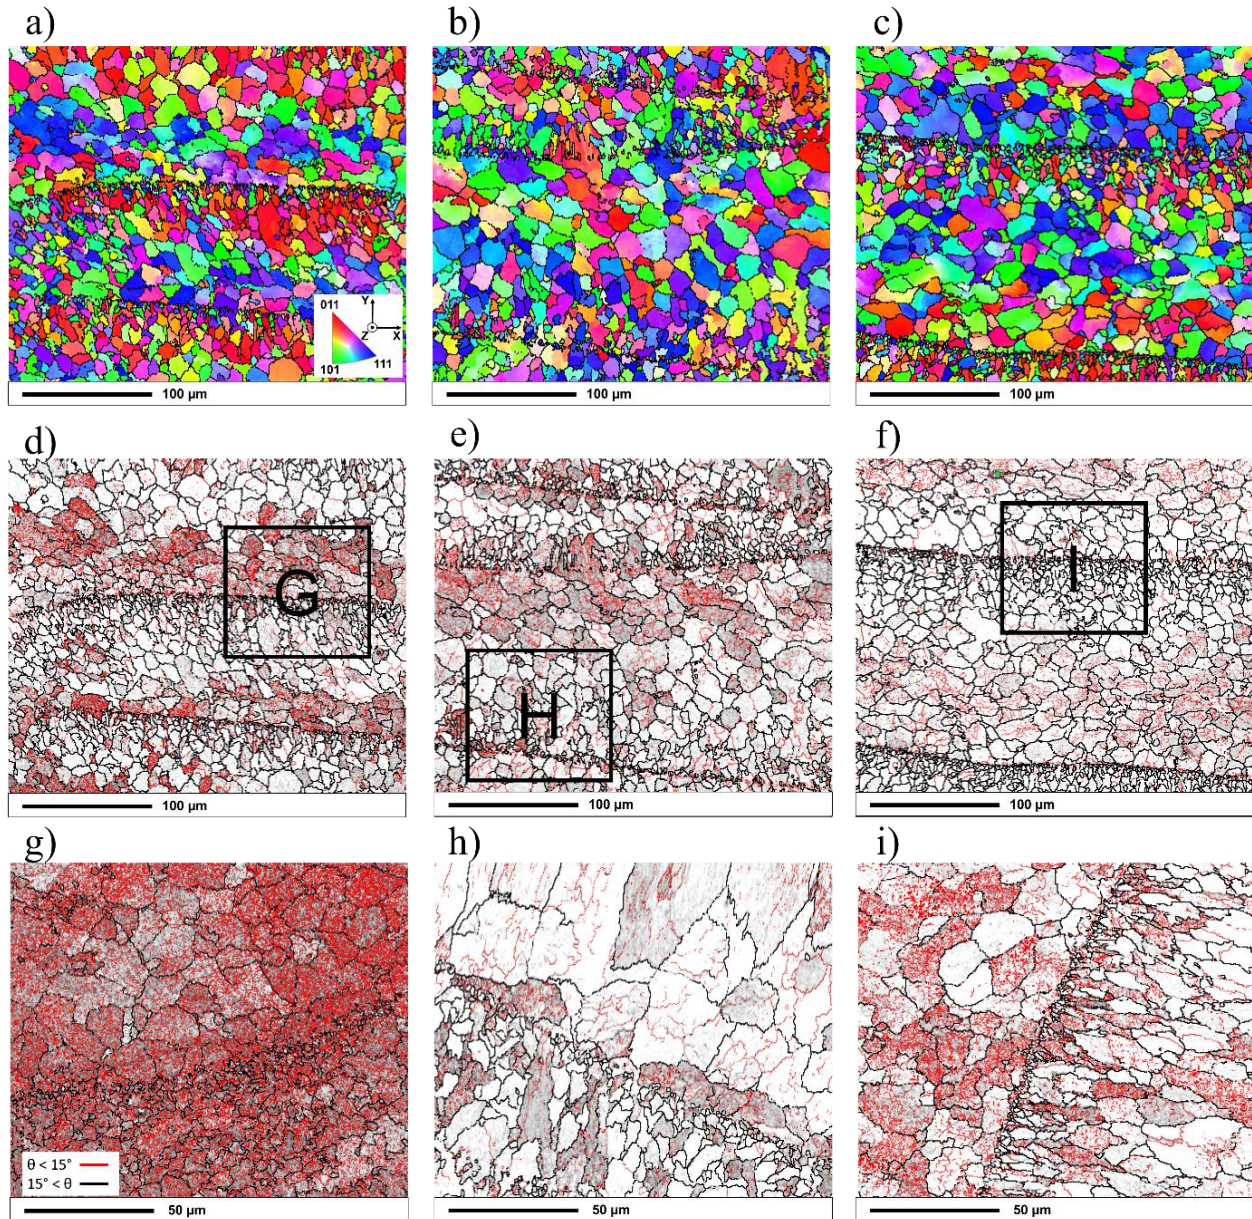 a)
b)
c)
011
101
111
Y
Z
X
100 µm
100 µm
100 µm
d)
e)
f)
G
H
I
100 µm
100 µm
100 µm
g)
h)
i)
θ < 15°
15° < θ
50 µm
50 µm
50 µm